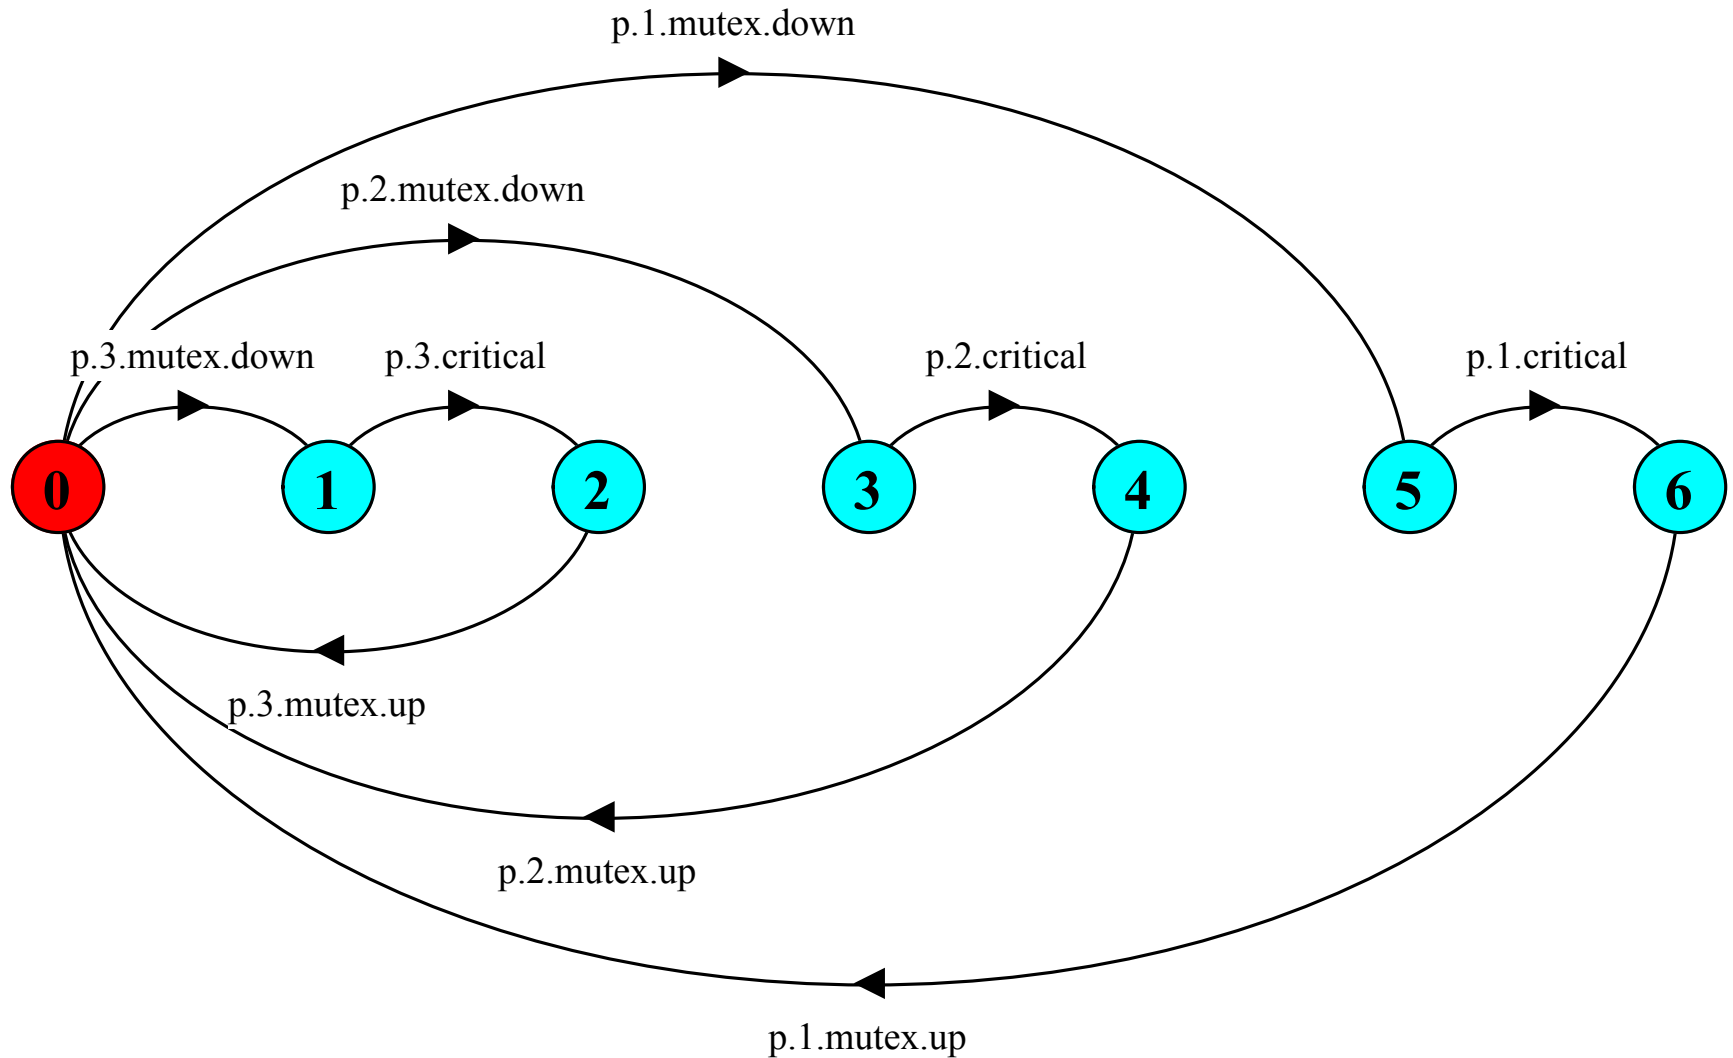 p.1.mutex.down
p.2.mutex.down
p.3.mutex.down
p.3.critical
p.2.critical
p.1.critical
0
1
2
3
4
5
6
p.3.mutex.up
p.2.mutex.up
p.1.mutex.up